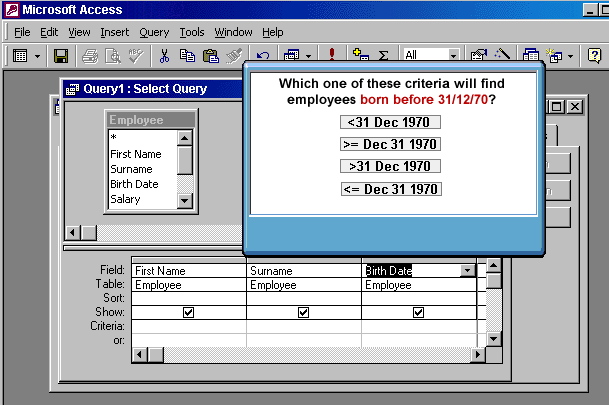 Microsoft Access
File Edit View Insert Query Tools Window Help
All
Query1 : Select Query
Employee
*
First Name
Surname
Birth Date
Salary
Which one of these criteria will find
employees born before 31/12/70?
<31 Dec 1970
>= Dec 31 1970
>31 Dec 1970
<= Dec 31 1970
Field: First Name Surname Birth Date
Table: Employee Employee Employee
Sort:
Show:
Criteria:
or: